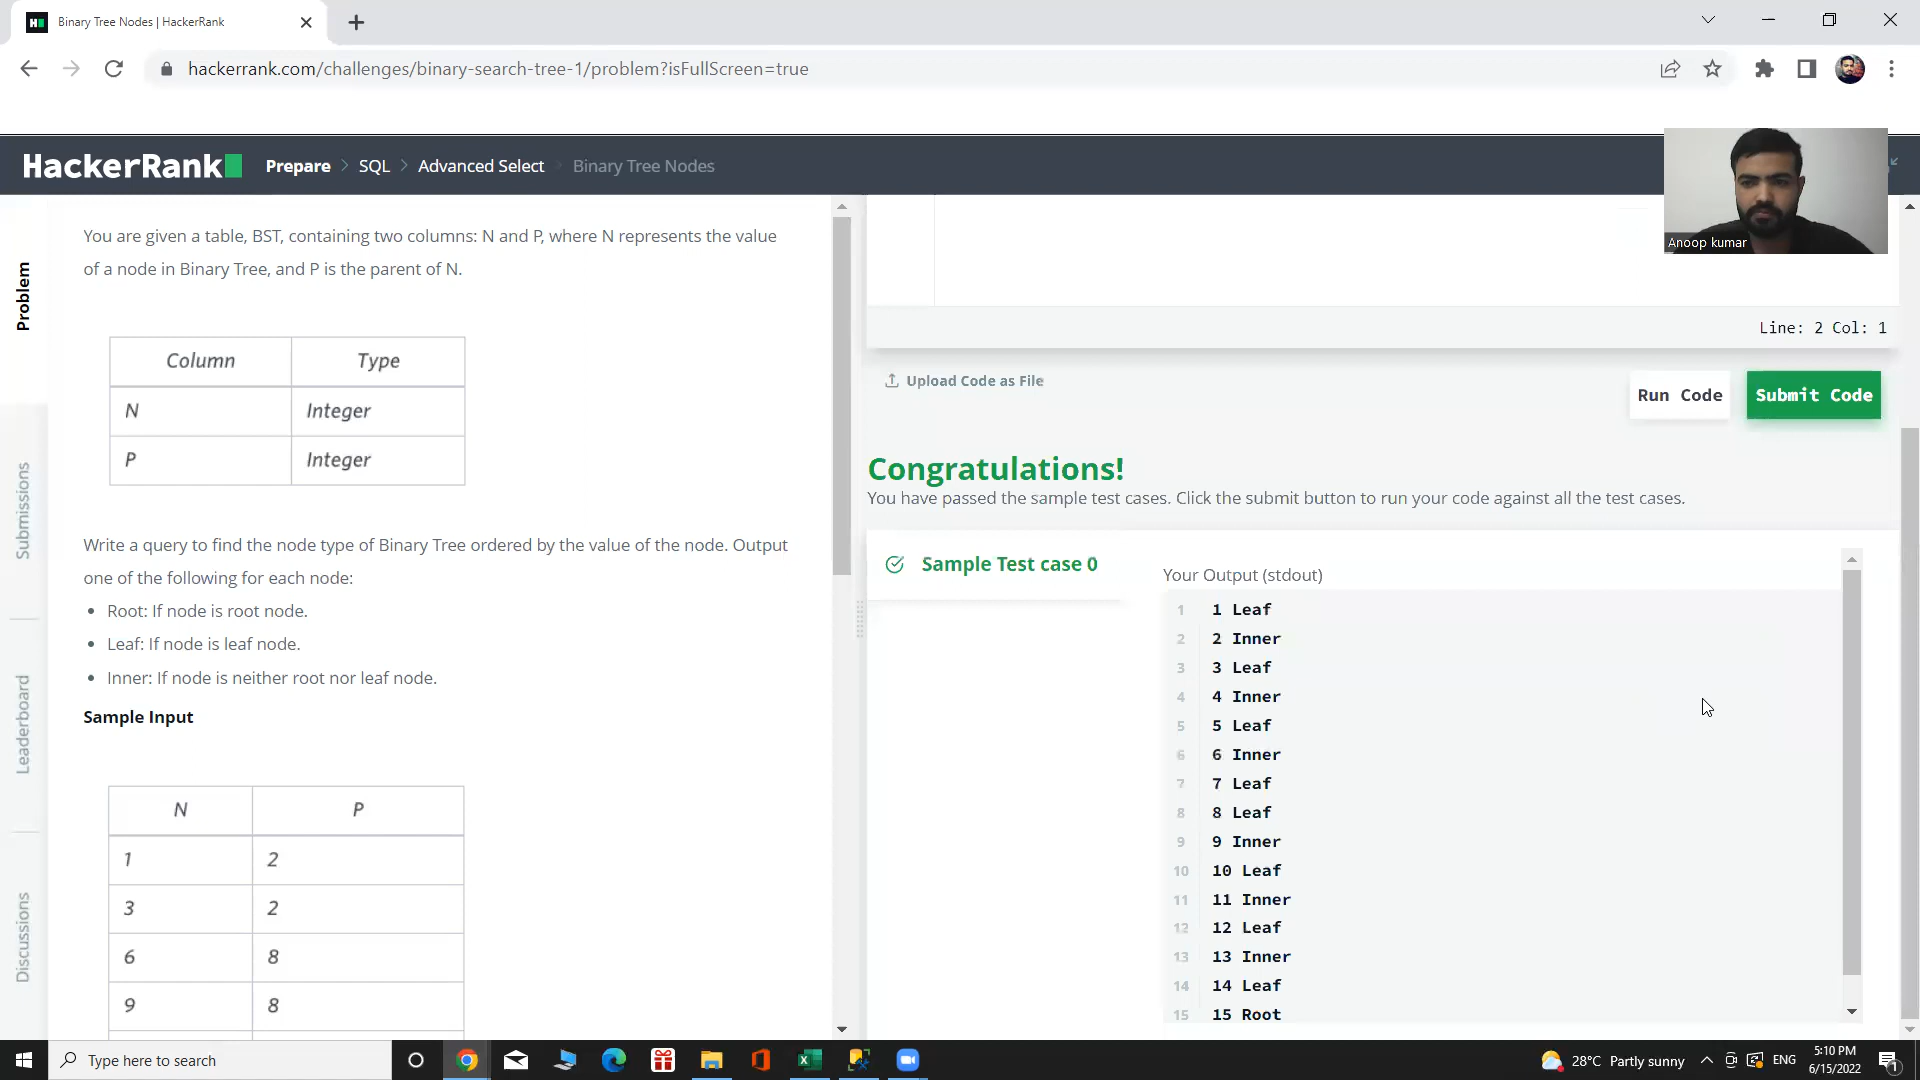 Binary Tree Nodes | HackerRank
hackerrank.com/challenges/binary-search-tree-1/problem?isFullScreen=true
HackerRank
Prepare > SQL > Advanced Select > Binary Tree Nodes
Anoop kumar
Problem
Submissions
Leaderboard
Discussions
You are given a table, BST, containing two columns: N and P, where N represents the value
of a node in Binary Tree, and P is the parent of N.
Column Type
N Integer
P Integer
Write a query to find the node type of Binary Tree ordered by the value of the node. Output
one of the following for each node:
• Root: If node is root node.
• Leaf: If node is leaf node.
• Inner: If node is neither root nor leaf node.
Sample Input
N P
1 2
3 2
6 8
9 8
Line: 2 Col: 1
Upload Code as File
Run Code
Submit Code
Congratulations!
You have passed the sample test cases. Click the submit button to run your code against all the test cases.
Sample Test case 0
Your Output (stdout)
1 1 Leaf
2 2 Inner
3 3 Leaf
4 4 Inner
5 5 Leaf
6 6 Inner
7 7 Leaf
8 8 Leaf
9 9 Inner
10 10 Leaf
11 11 Inner
12 12 Leaf
13 13 Inner
14 14 Leaf
15 15 Root
Type here to search
28°C Partly sunny
ENG
5:10 PM
6/15/2022
1